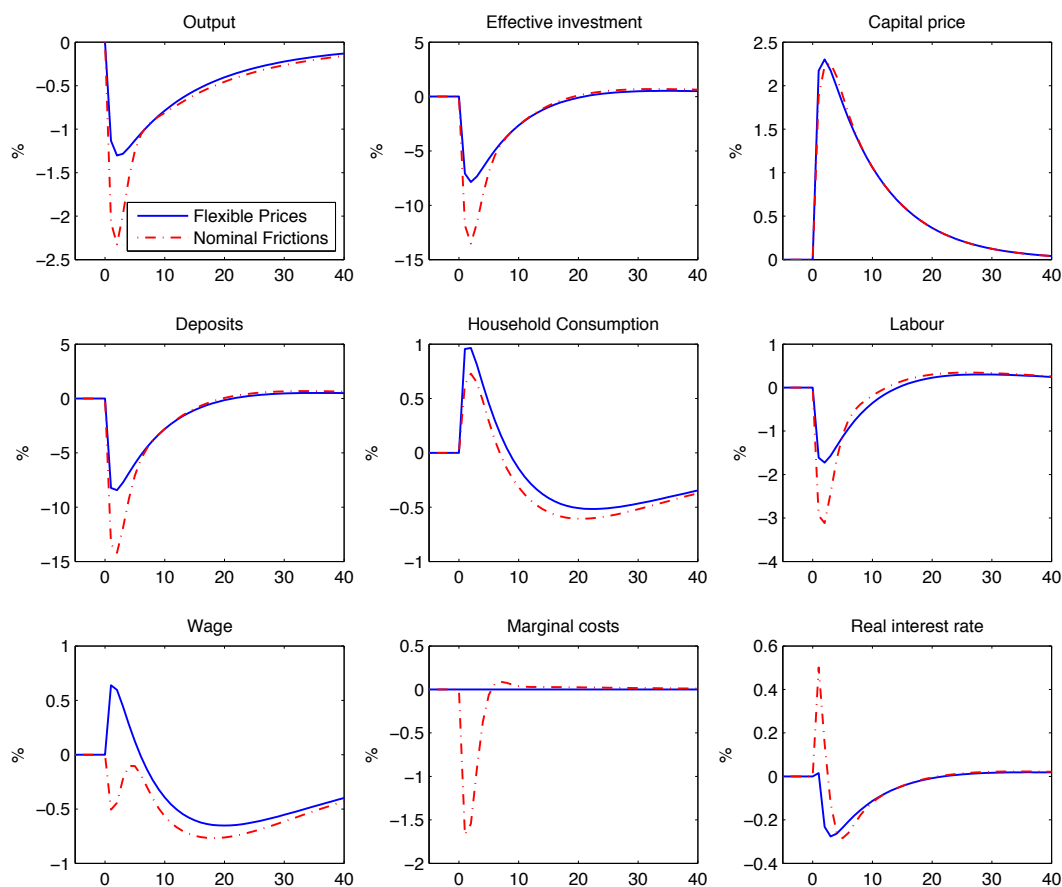 Output
Effective investment
Capital price
0
−0.5
−1
−1.5
−2
−2.5
%
Flexible Prices
Nominal Frictions
0 10 20 30 40
5
0
−5
−10
−15
%
0 10 20 30 40
2.5
2
1.5
1
0.5
0
%
0 10 20 30 40
Deposits
Household Consumption
Labour
5
0
−5
−10
−15
%
0 10 20 30 40
1
0.5
0
−0.5
−1
%
0 10 20 30 40
1
0
−1
−2
−3
−4
%
0 10 20 30 40
Wage
Marginal costs
Real interest rate
1
0.5
0
−0.5
−1
%
0 10 20 30 40
0.5
0
−0.5
−1
−1.5
−2
%
0 10 20 30 40
0.6
0.4
0.2
0
−0.2
−0.4
%
0 10 20 30 40